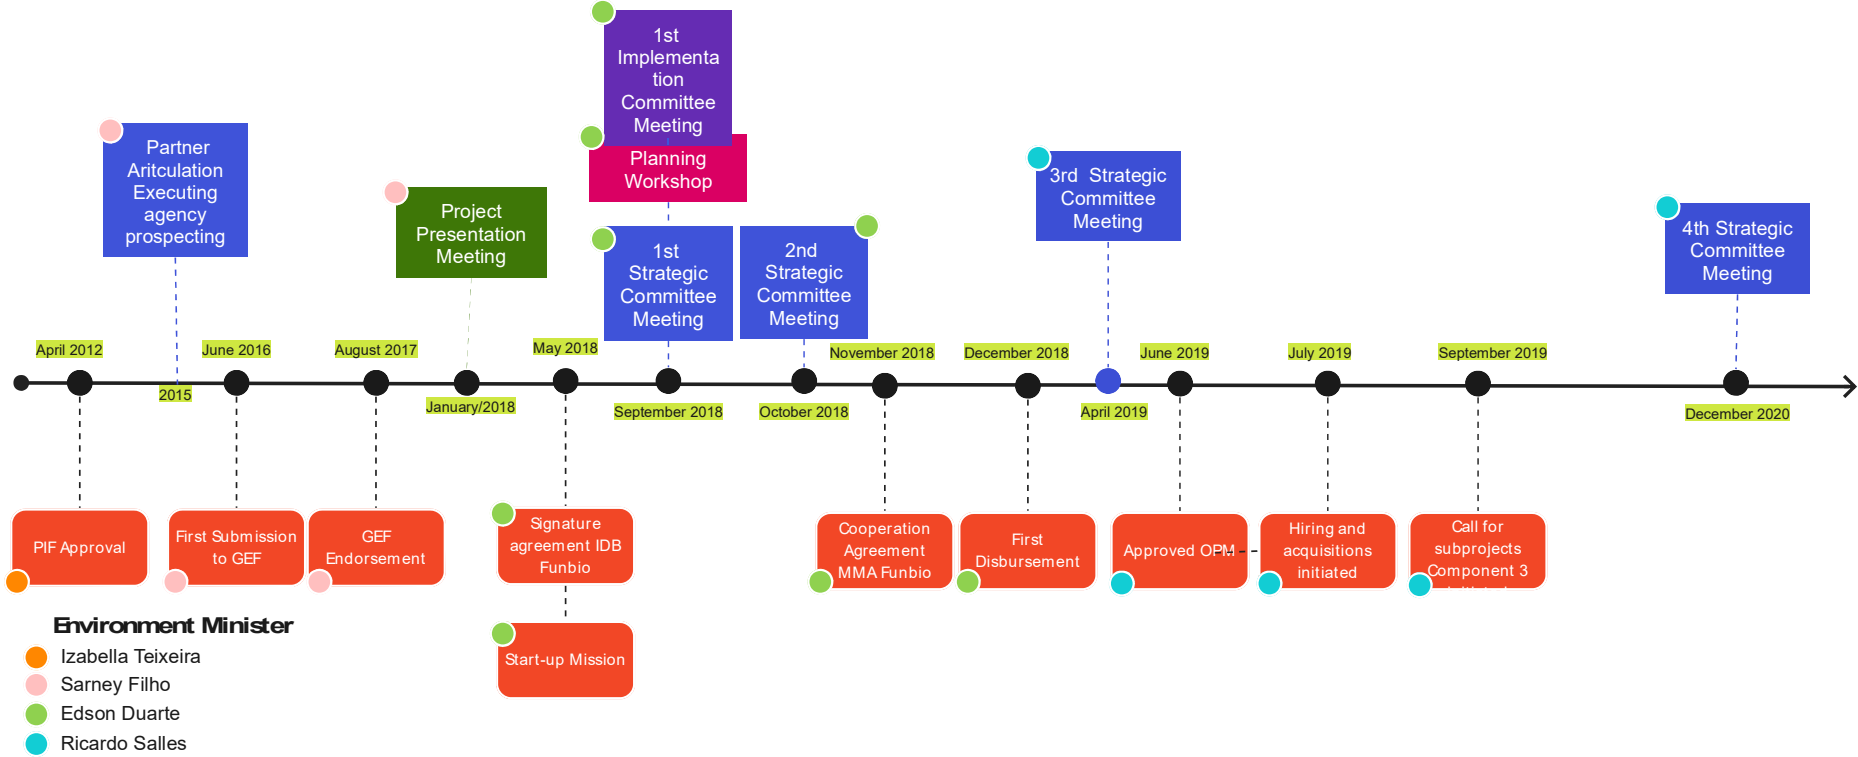 1st
Implementa
tion
Committee
Meeting
Planning
Workshop
Partner
Aritculation
Executing
agency
prospecting
Project
Presentation
Meeting
1st
Strategic
Committee
Meeting
2nd
Strategic
Committee
Meeting
3rd Strategic
Committee
Meeting
4th Strategic
Committee
Meeting
April 2012
2015
June 2016
August 2017
January/2018
May 2018
September 2018
October 2018
November 2018
December 2018
April 2019
June 2019
July 2019
September 2019
December 2020
PIF Approval
First Submission
to GEF
GEF
Endorsement
Signature
agreement IDB
Funbio
Start-up Mission
Cooperation
Agreement
MMA Funbio
First
Disbursement
Approved OPM
Hiring and
acquisitions
initiated
Call for
subprojects
Component 3
Environment Minister
Izabella Teixeira
Sarney Filho
Edson Duarte
Ricardo Salles